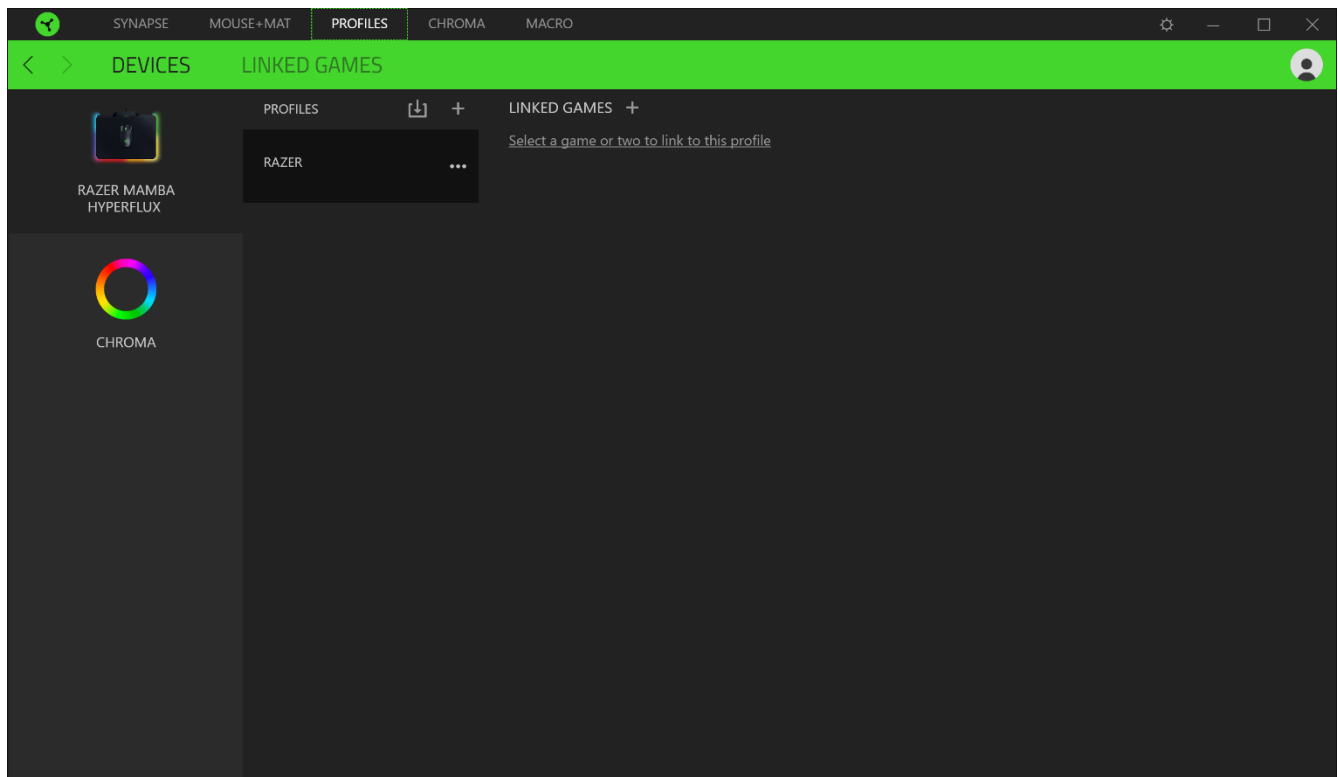 SYNAPSE MOUSE+MAT PROFILES CHROMA MACRO
DEVICES LINKED GAMES
PROFILES
RAZER
LINKED GAMES
Select a game or two to link to this profile
RAZER MAMBA
HYPERFLUX
CHROMA